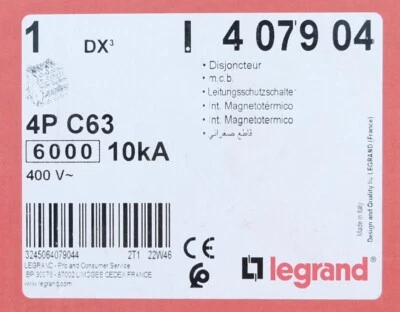 1 DX³ 4 079 04
• Disjoncteur
• m.c.b.
• Leitungsschutzschalter
• Int. Magnetotérmico
• Int. Magnetotérmico
• قاطع صغراني
4P C63
6000 10kA
400 V~
Made in Italy
Design and Quality by LEGRAND (France)
3245064079044 2T1 22W46
LEGRAND - Pro and Consumer Service
BP 30076 - 87002 LIMOGES CEDEX FRANCE
www.legrand.com
CE
legrand®